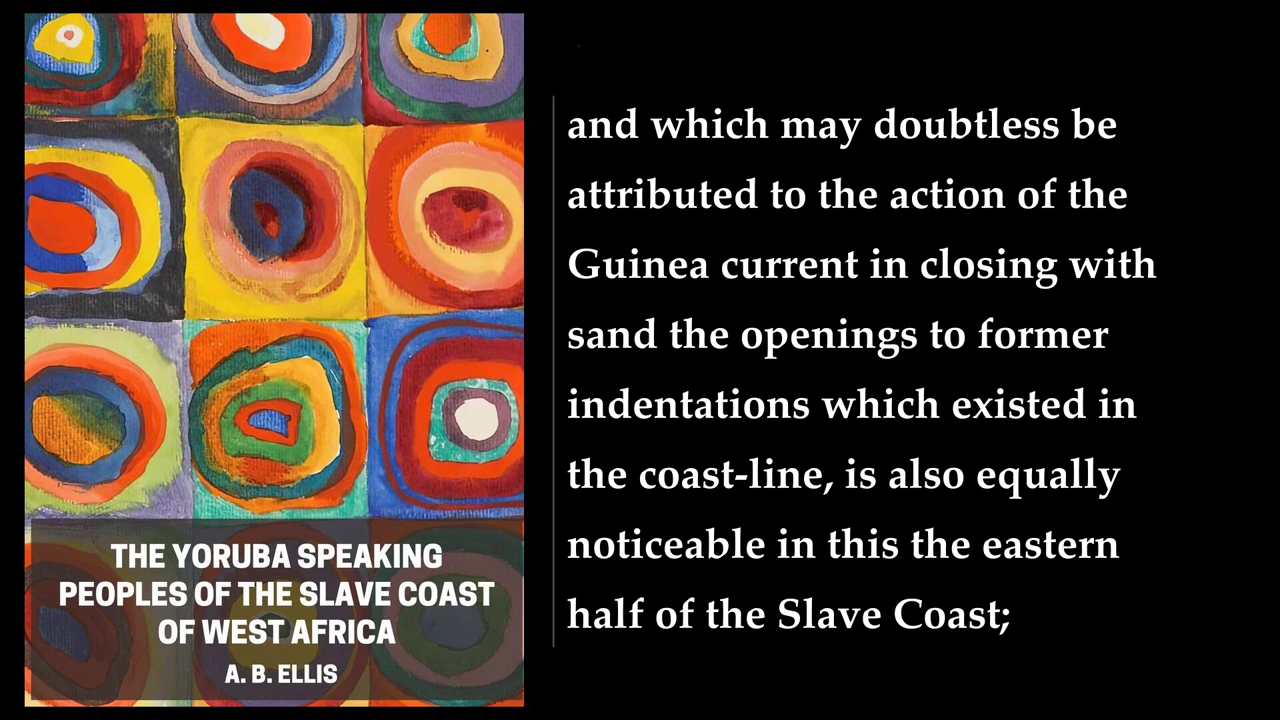 THE YORUBA SPEAKING
PEOPLES OF THE SLAVE COAST
OF WEST AFRICA
A. B. ELLIS
and which may doubtless be
attributed to the action of the
Guinea current in closing with
sand the openings to former
indentations which existed in
the coast-line, is also equally
noticeable in this the eastern
half of the Slave Coast;